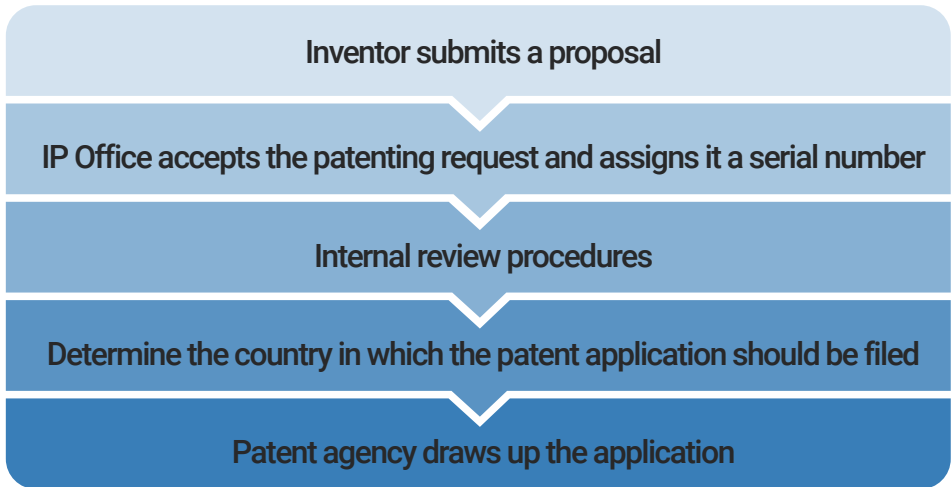 Inventor submits a proposal
IP Office accepts the patenting request and assigns it a serial number
Internal review procedures
Determine the country in which the patent application should be filed
Patent agency draws up the application